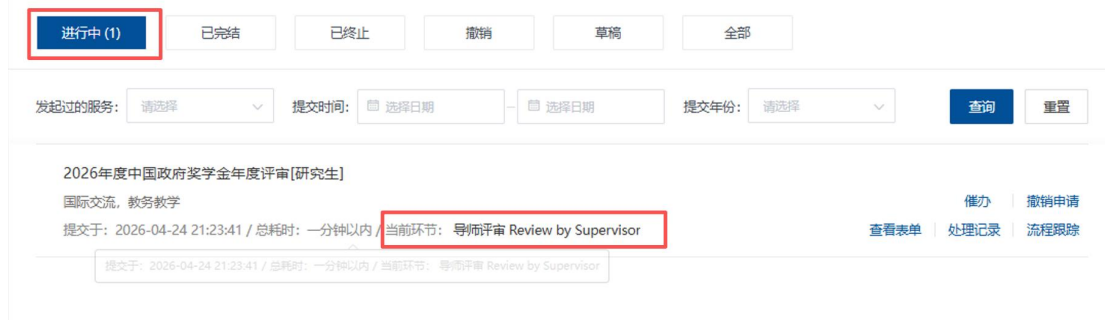 进行中 (1) 已完结 已终止 撤销 草稿 全部
发起过的服务： 请选择 提交时间： 选择日期 – 选择日期 提交年份： 请选择 查询 重置
2026年度中国政府奖学金年度评审[研究生]
国际交流，教务教学 催办 撤销申请
提交于：2026-04-24 21:23:41 / 总耗时：一分钟以内 / 当前环节： 导师评审 Review by Supervisor 查看表单 处理记录 流程跟踪
提交于：2026-04-24 21:23:41 / 总耗时：一分钟以内 / 当前环节： 导师评审 Review by Supervisor